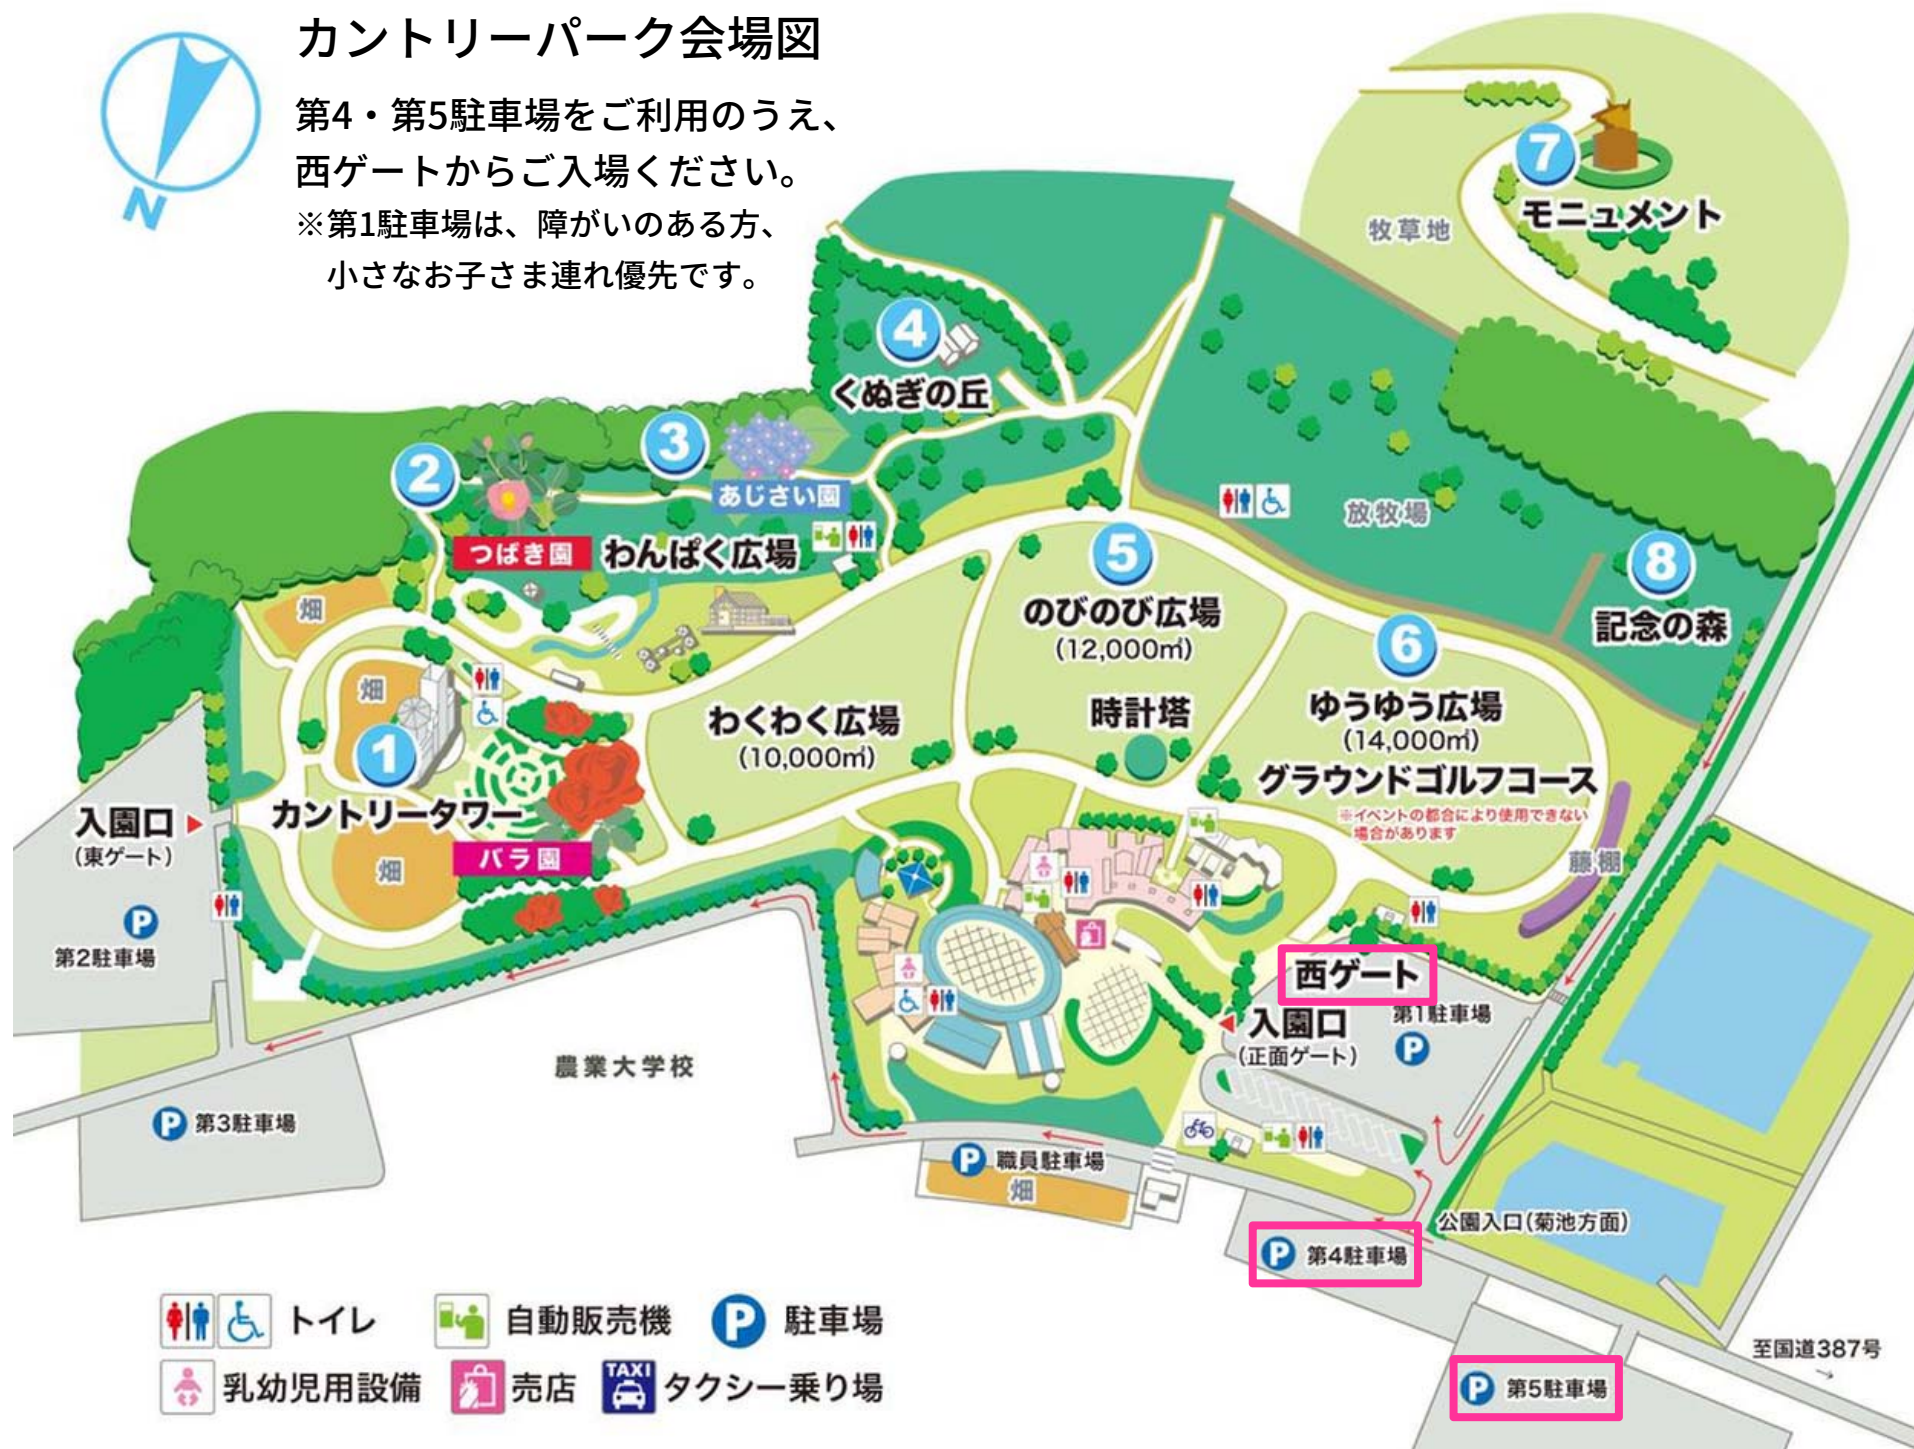 カントリーパーク会場図
第4・第5駐車場をご利用のうえ、
西ゲートからご入場ください。
※第1駐車場は、障がいのある方、
小さなお子さま連れ優先です。
N
7
モニュメント
牧草地
4
くぬぎの丘
3
あじさい園
2
つばき園
わんぱく広場
放牧場
5
のびのび広場
(12,000㎡)
時計塔
8
記念の森
6
ゆうゆう広場
(14,000㎡)
グラウンドゴルフコース
※イベントの都合により使用できない
場合があります
わくわく広場
(10,000㎡)
畑
畑
1
カントリータワー
バラ園
畑
入園口
(東ゲート)
P
第2駐車場
藤棚
西ゲート
第1駐車場
P
入園口
(正面ゲート)
農業大学校
P 第3駐車場
P 職員駐車場
畑
公園入口(菊池方面)
P 第4駐車場
至国道387号
→
P 第5駐車場
トイレ
自動販売機
P 駐車場
乳幼児用設備
売店
TAXI
タクシー乗り場